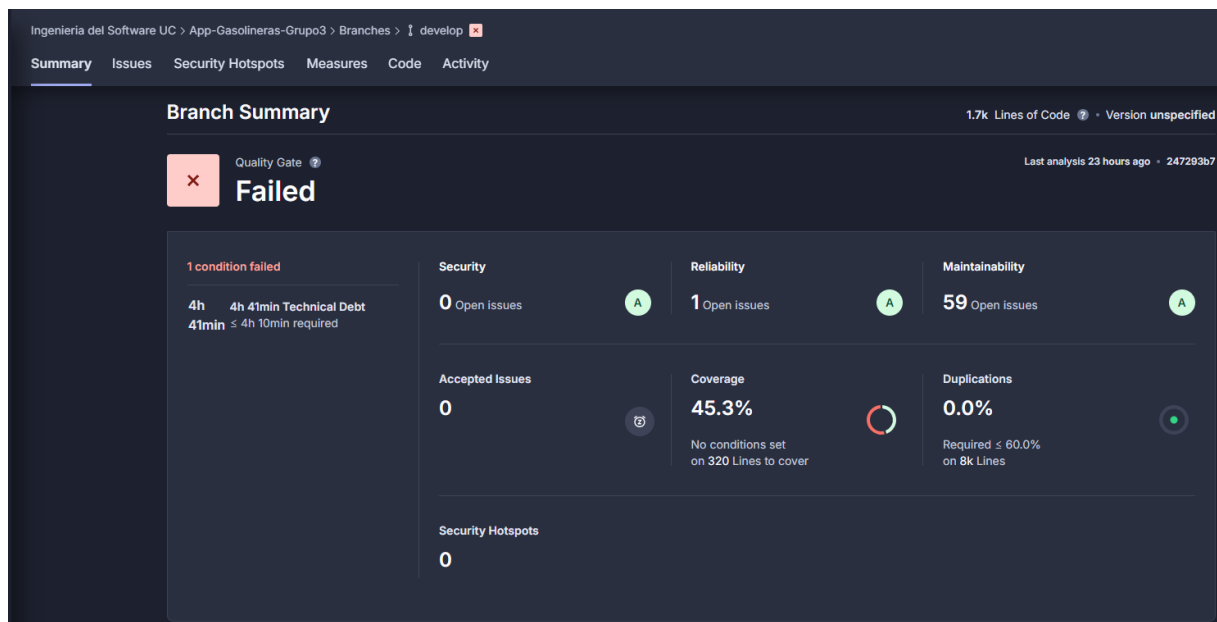 Ingenieria del Software UC > App-Gasolineras-Grupo3 > Branches > develop
Summary Issues Security Hotspots Measures Code Activity
Branch Summary
1.7k Lines of Code ? • Version unspecified
Quality Gate ?
Failed
Last analysis 23 hours ago • 247293b7
1 condition failed
4h 41min
4h 41min Technical Debt
≤ 4h 10min required
Security
0 Open issues A
Reliability
1 Open issues A
Maintainability
59 Open issues A
Accepted Issues
0
Coverage
45.3%
No conditions set
on 320 Lines to cover
Duplications
0.0%
Required ≤ 60.0%
on 8k Lines
Security Hotspots
0